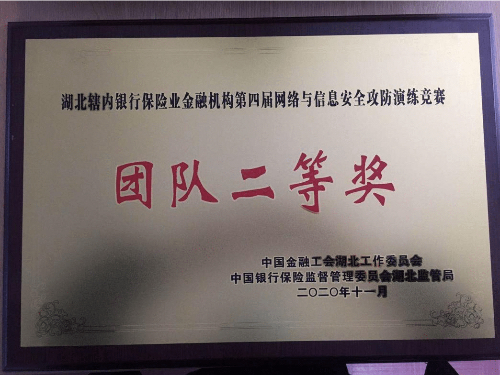 湖北辖内银行保险业金融机构第四届网络与信息安全攻防演练竞赛
团队二等奖
中国金融工会湖北工作委员会
中国银行保险监督管理委员会湖北监管局
二〇二〇年十一月